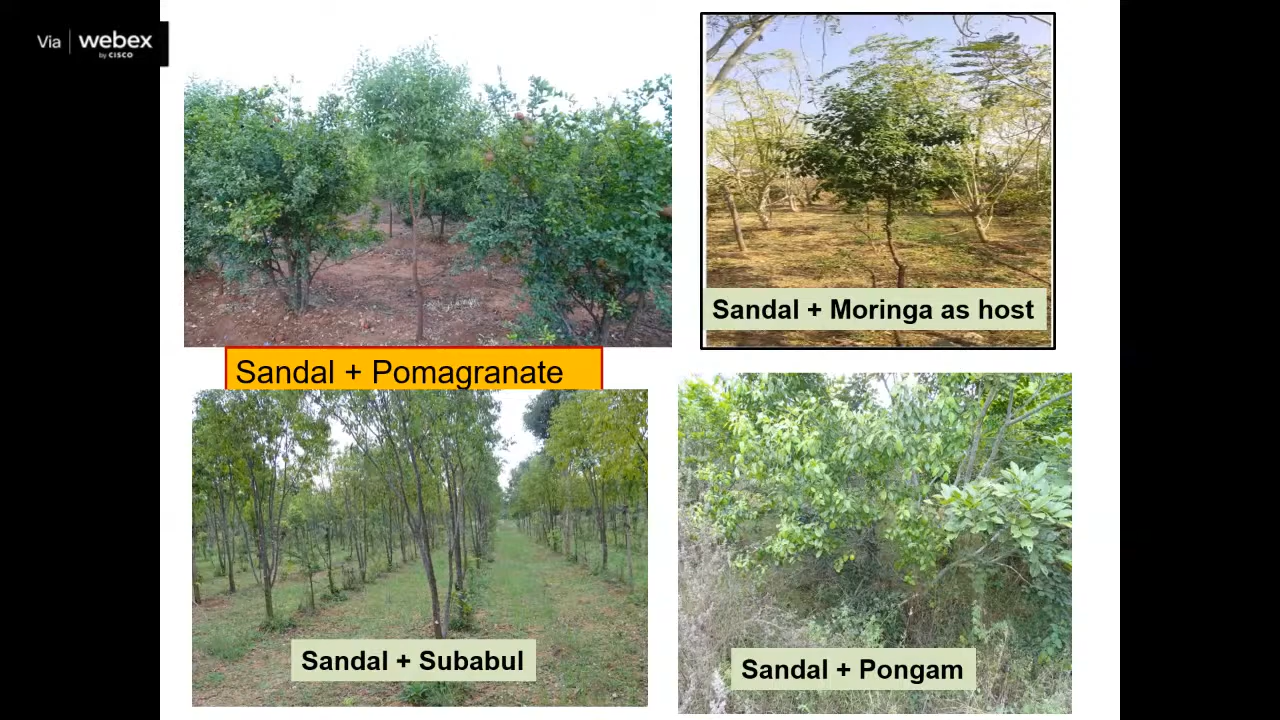 Via webex
by CISCO
Sandal + Moringa as host
Sandal + Pomagranate
Sandal + Subabul
Sandal + Pongam